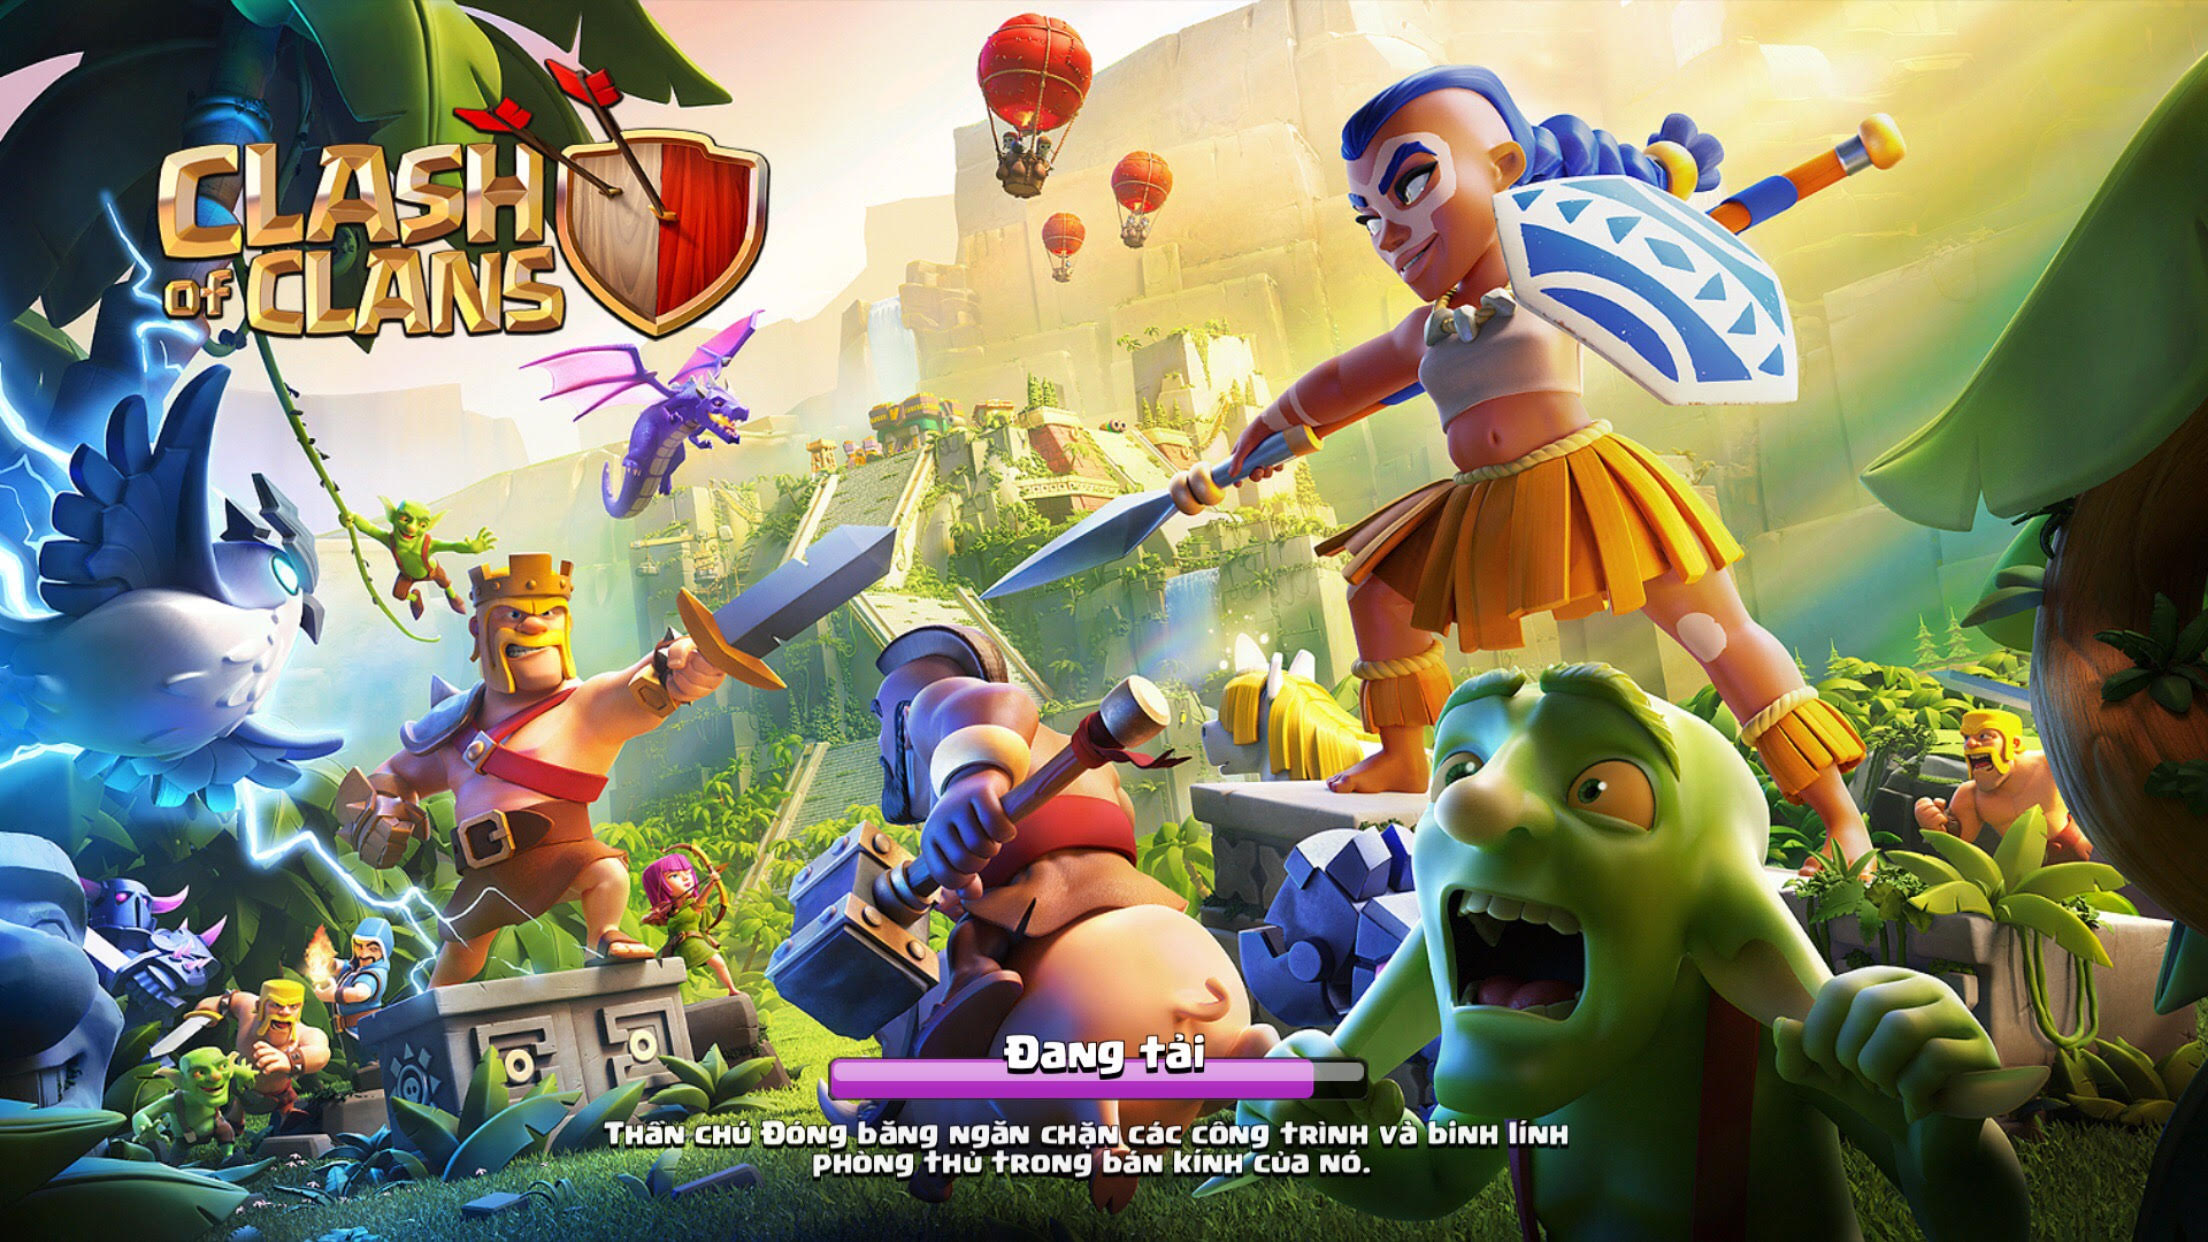 CLASH
OF CLANS
Đang tải
Thần chú Đóng băng ngăn chặn các công trình và binh lính
phòng thủ trong bán kính của nó.